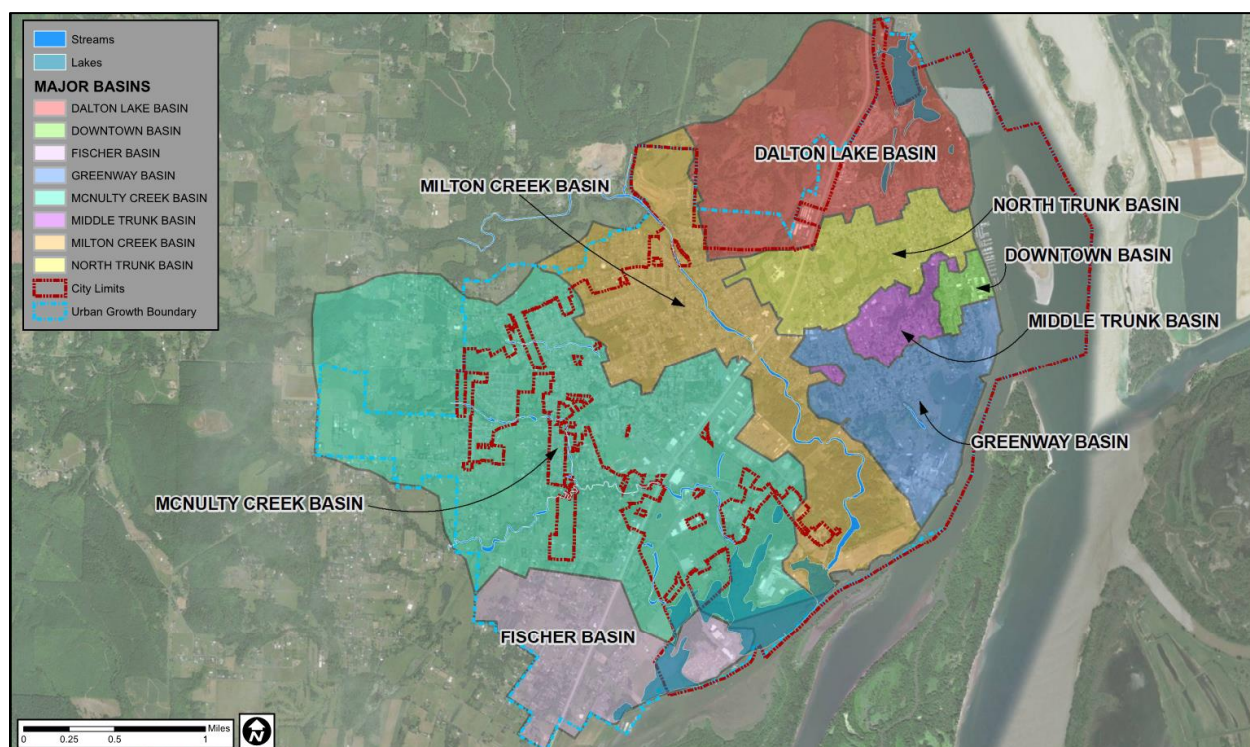 Streams
Lakes
MAJOR BASINS
DALTON LAKE BASIN
DOWNTOWN BASIN
FISCHER BASIN
GREENWAY BASIN
MCNULTY CREEK BASIN
MIDDLE TRUNK BASIN
MILTON CREEK BASIN
NORTH TRUNK BASIN
City Limits
Urban Growth Boundary
DALTON LAKE BASIN
MILTON CREEK BASIN
NORTH TRUNK BASIN
DOWNTOWN BASIN
MIDDLE TRUNK BASIN
GREENWAY BASIN
MCNULTY CREEK BASIN
FISCHER BASIN
Miles
0 0.25 0.5 1
N